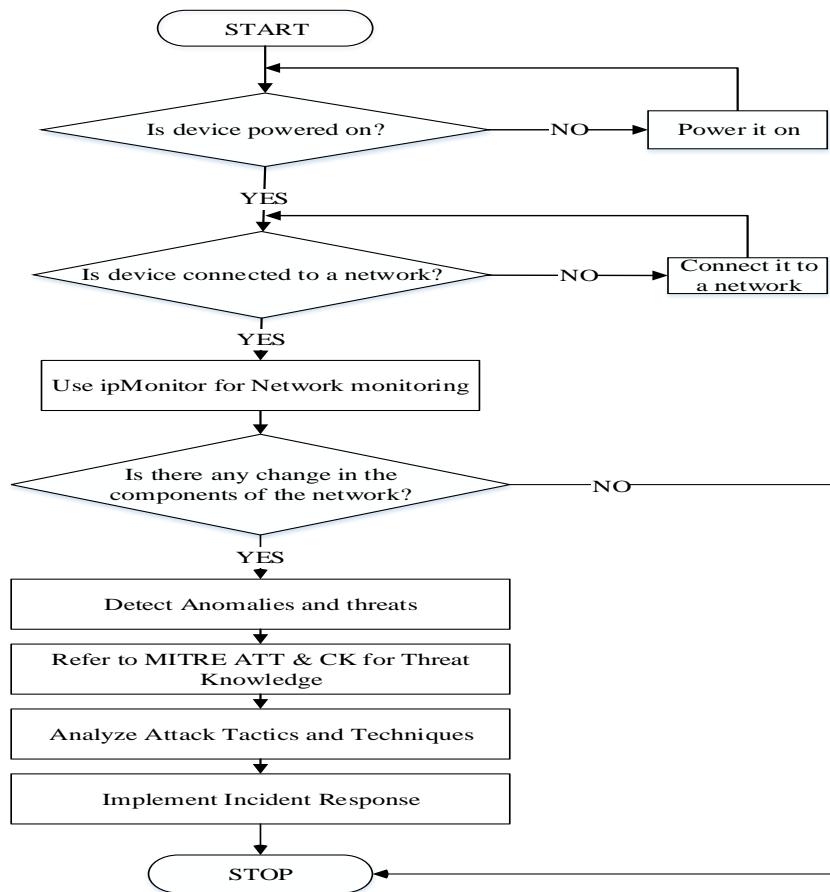 START
Is device powered on?
NO
Power it on
YES
Is device connected to a network?
NO
Connect it to
a network
YES
Use ipMonitor for Network monitoring
Is there any change in the
components of the network?
NO
YES
Detect Anomalies and threats
Refer to MITRE ATT & CK for Threat
Knowledge
Analyze Attack Tactics and Techniques
Implement Incident Response
STOP